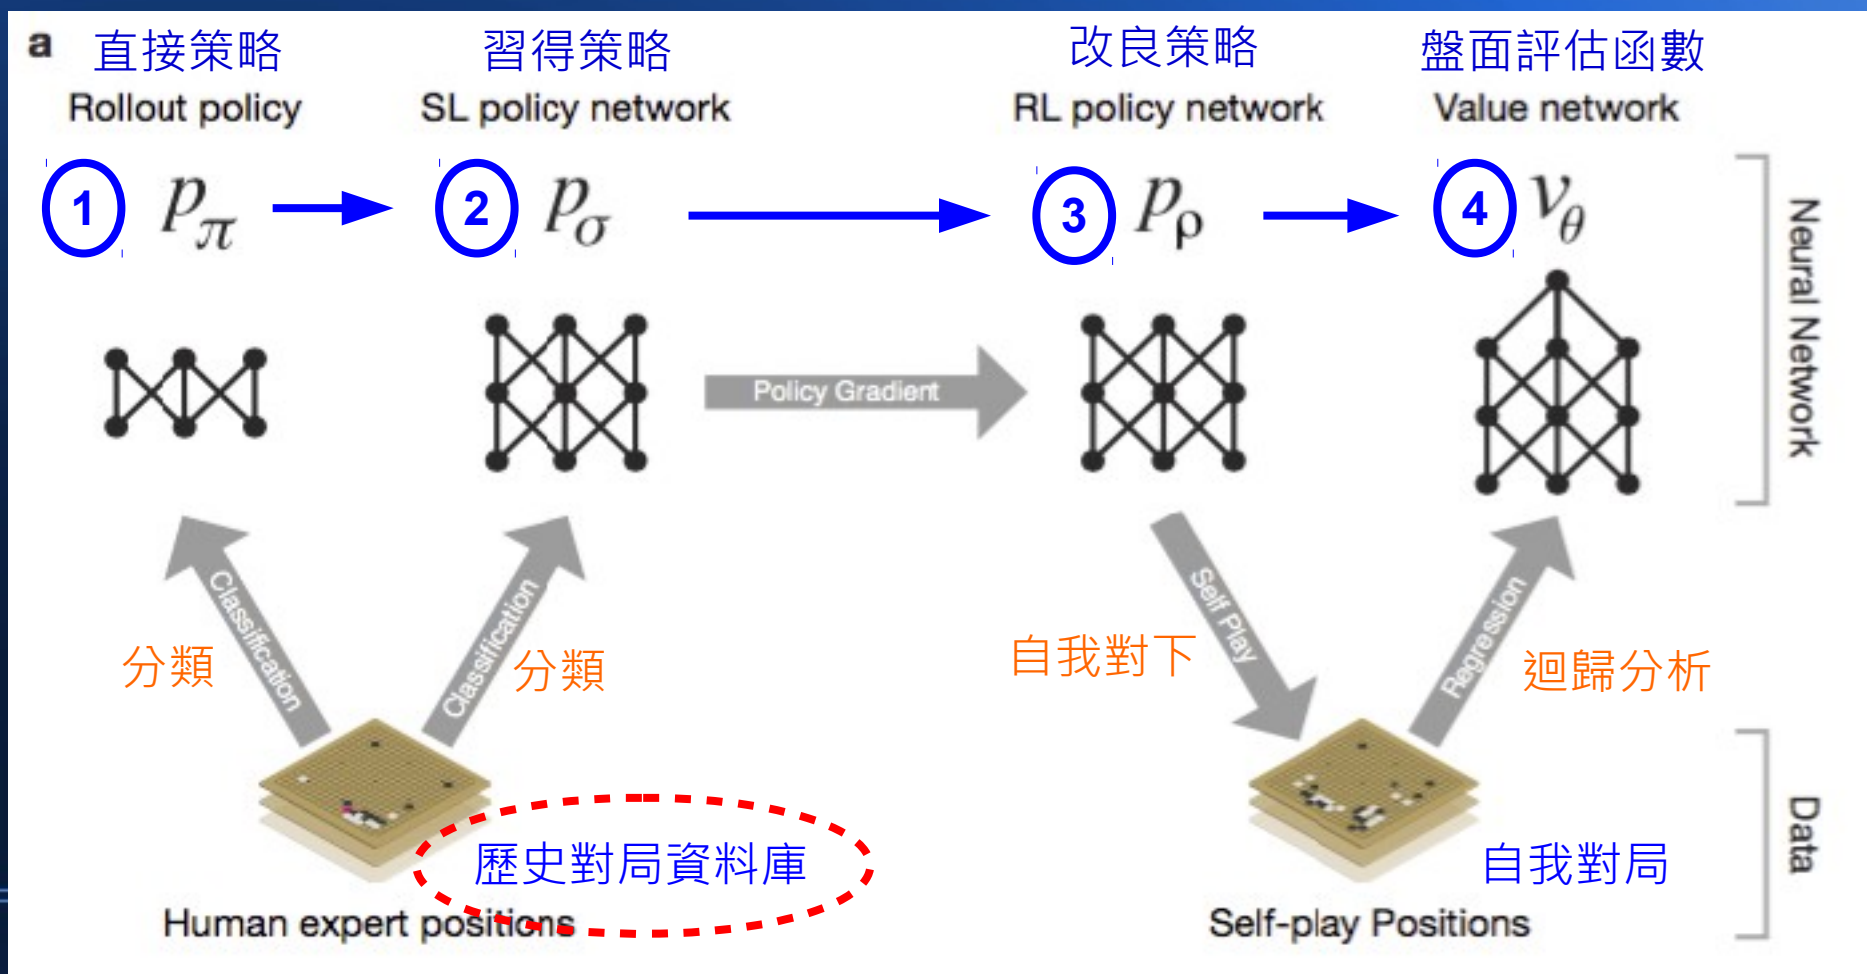 a 直接策略 習得策略 改良策略 盤面評估函數
Rollout policy SL policy network RL policy network Value network
1 pπ 2 pσ 3 pρ 4 vθ
Neural Network
Policy Gradient
Classification Classification Self Play Regression
分類 分類 自我對下 迴歸分析
歷史對局資料庫 自我對局
Data
Human expert positions Self-play Positions